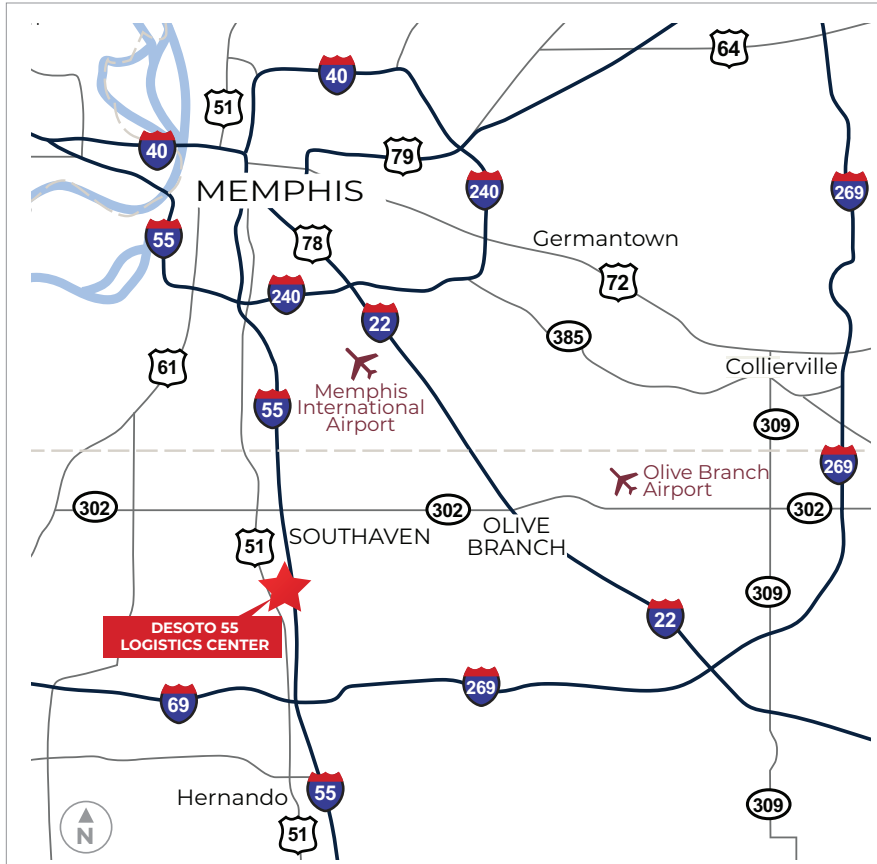 64
40
51
40
79
MEMPHIS
240
269
55
78
Germantown
72
240
22
385
61
Memphis
International
Airport
Collierville
55
309
269
Olive Branch
Airport
302
302
302
51
SOUTHAVEN
OLIVE
BRANCH
309
22
DESOTO 55
LOGISTICS CENTER
69
269
Hernando
55
309
51
N